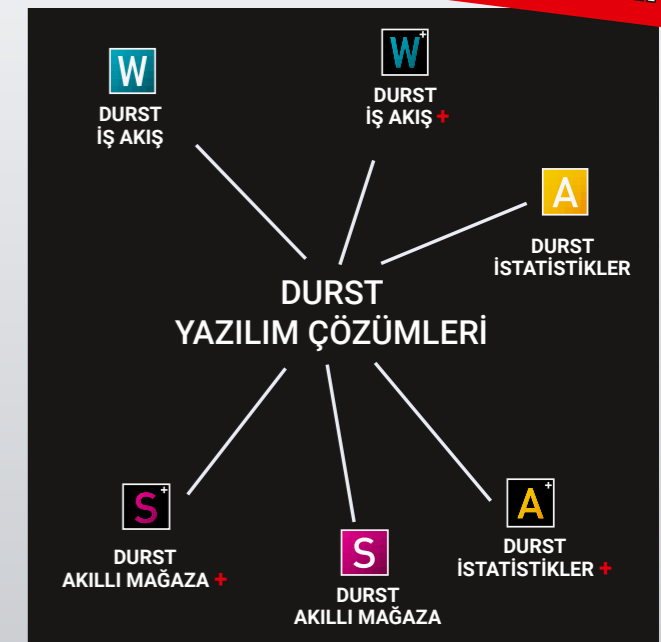 W
DURST
İŞ AKIŞ
W+
DURST
İŞ AKIŞ +
A
DURST
İSTATİSTİKLER
DURST
YAZILIM ÇÖZÜMLERİ
S+
DURST
AKILLI MAĞAZA +
S
DURST
AKILLI MAĞAZA
A+
DURST
İSTATİSTİKLER +